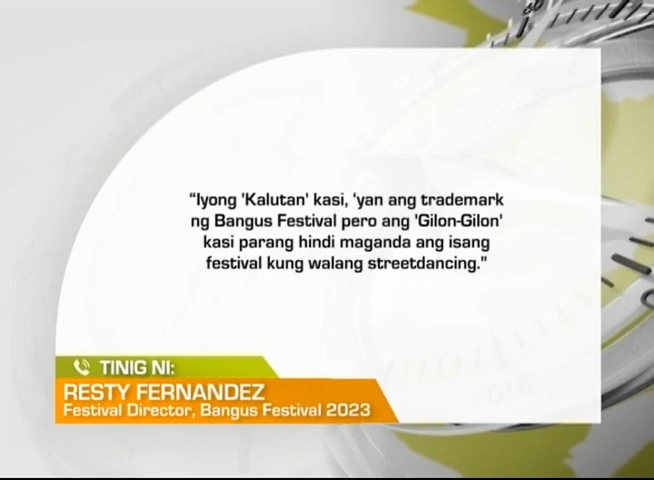 “Iyong 'Kalutan' kasi, ‘yan ang trademark
ng Bangus Festival pero ang 'Gilon-Gilon'
kasi parang hindi maganda ang isang
festival kung walang streetdancing."
TINIG NI:
RESTY FERNANDEZ
Festival Director, Bangus Festival 2023